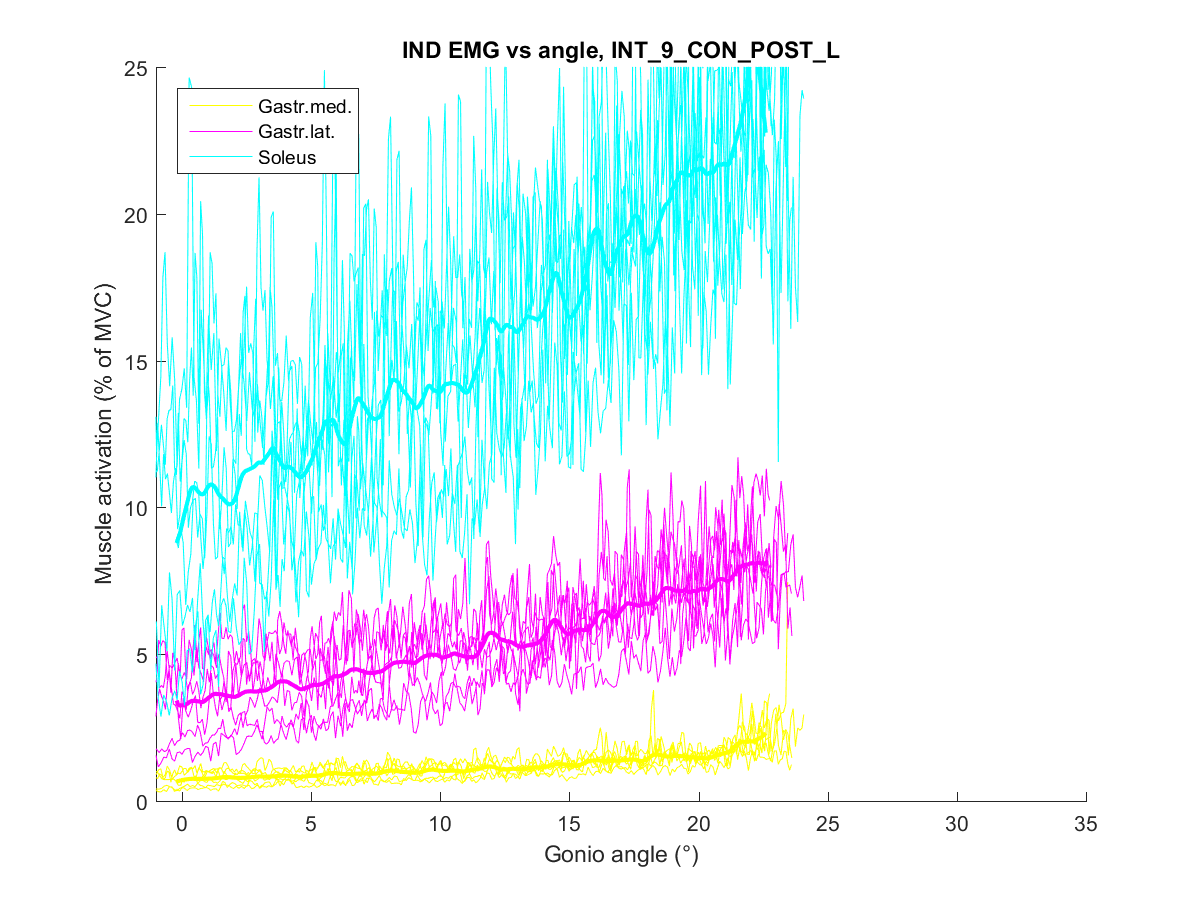 IND EMG vs angle, INT_9_CON_POST_L
25
20
15
10
5
0
Gastr.med.
Gastr.lat.
Soleus
Muscle activation (% of MVC)
0 5 10 15 20 25 30 35
Gonio angle (°)